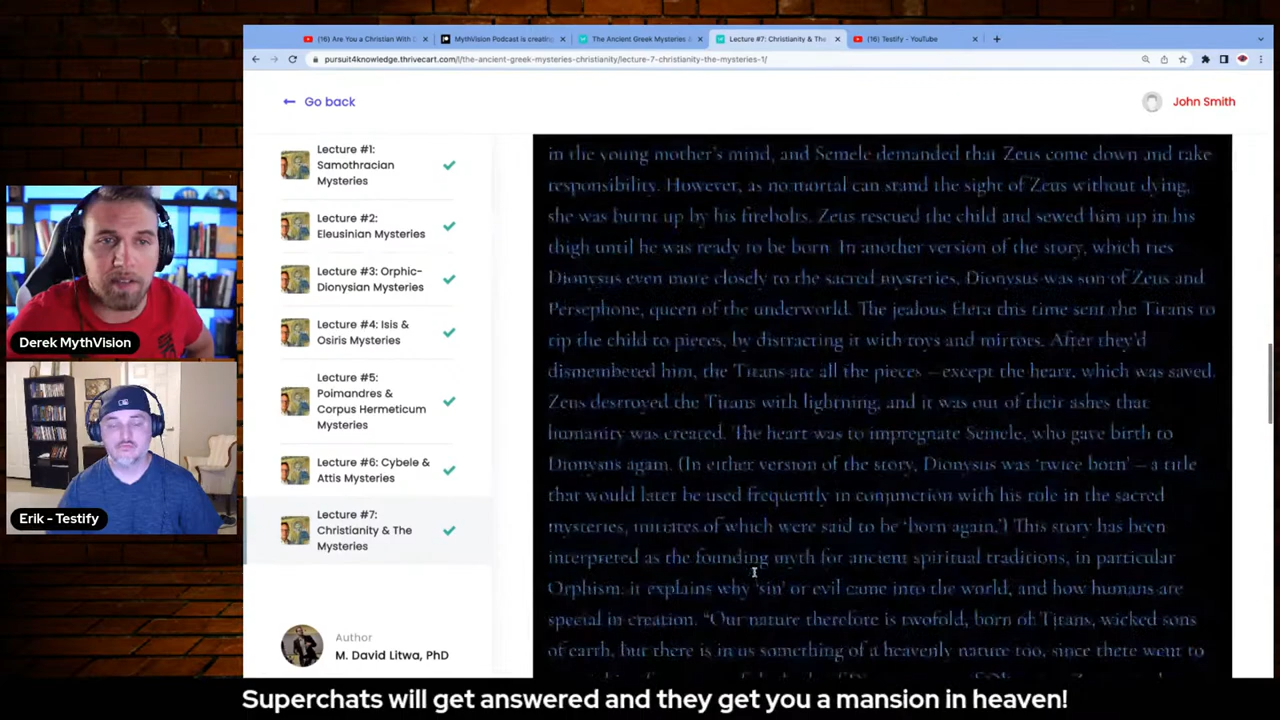 (16) Are You a Christian With D
MythVision Podcast is creating
The Ancient Greek Mysteries &
Lecture #7: Christianity & The
(16) Testify - YouTube
pursuit4knowledge.thrivecart.com/l/the-ancient-greek-mysteries-christianity/lecture-7-christianity-the-mysteries-1/
Go back
John Smith
Lecture #1:
Samothracian
Mysteries
Lecture #2:
Eleusinian Mysteries
Lecture #3: Orphic-
Dionysian Mysteries
Lecture #4: Isis &
Osiris Mysteries
Lecture #5:
Poimandres &
Corpus Hermeticum
Mysteries
Lecture #6: Cybele &
Attis Mysteries
Lecture #7:
Christianity & The
Mysteries
Author
M. David Litwa, PhD
in the young mother's mind, and Semele demanded that Zeus come down and take
responsibility. However, as no mortal can stand the sight of Zeus without dying,
she was burnt up by his firebolts. Zeus rescued the child and sewed him up in his
thigh until he was ready to be born. In another version of the story, which ties
Dionysus even more closely to the sacred mysteries, Dionysus was son of Zeus and
Persephone, queen of the underworld. The jealous Hera this time sent the Titans to
rip the child to pieces, by distracting it with toys and mirrors. After they'd
dismembered him, the Titans ate all the pieces – except the heart, which was saved.
Zeus destroyed the Titans with lightning, and it was out of their ashes that
humanity was created. The heart was to impregnate Semele, who gave birth to
Dionysus again. (In either version of the story, Dionysus was 'twice born' – a title
that would later be used frequently in conjunction with his role in the sacred
mysteries, initiates of which were said to be 'born again.') This story has been
interpreted as the founding myth for ancient spiritual traditions, in particular
Orphism: it explains why 'sin' or evil came into the world, and how humans are
special in creation. "Our nature therefore is twofold, born of Titans, wicked sons
of earth, but there is in us something of a heavenly nature too, since there went to
Derek MythVision
Erik - Testify
Superchats will get answered and they get you a mansion in heaven!